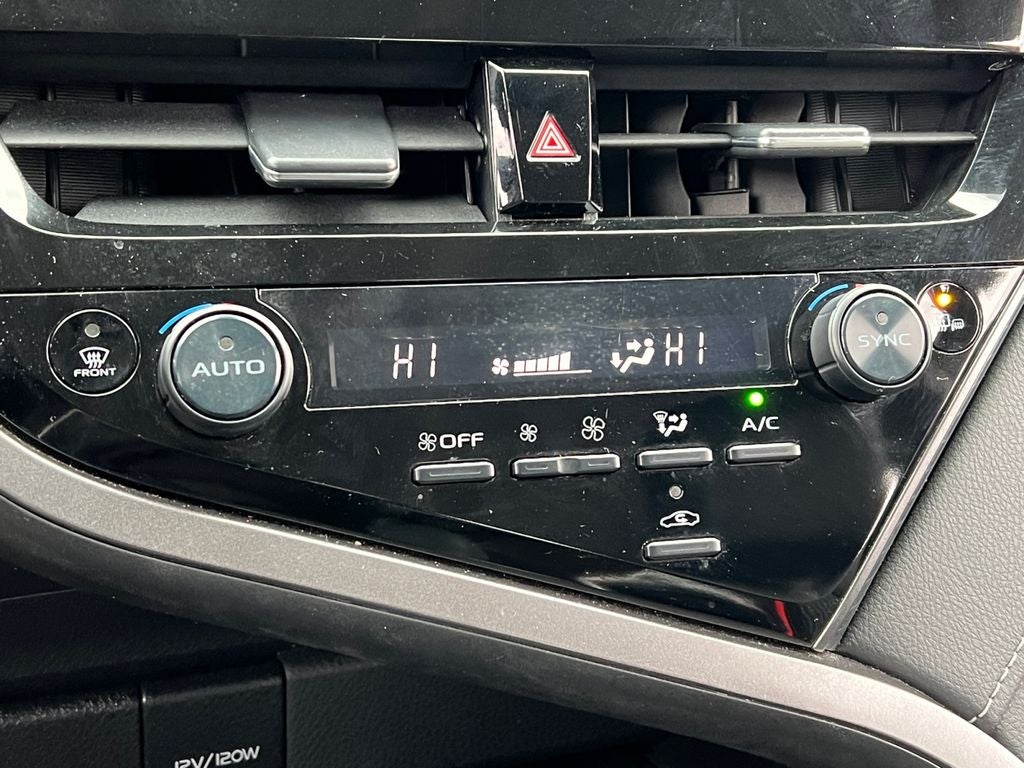 HI HI
FRONT
AUTO
SYNC
OFF
A/C
12V/120W